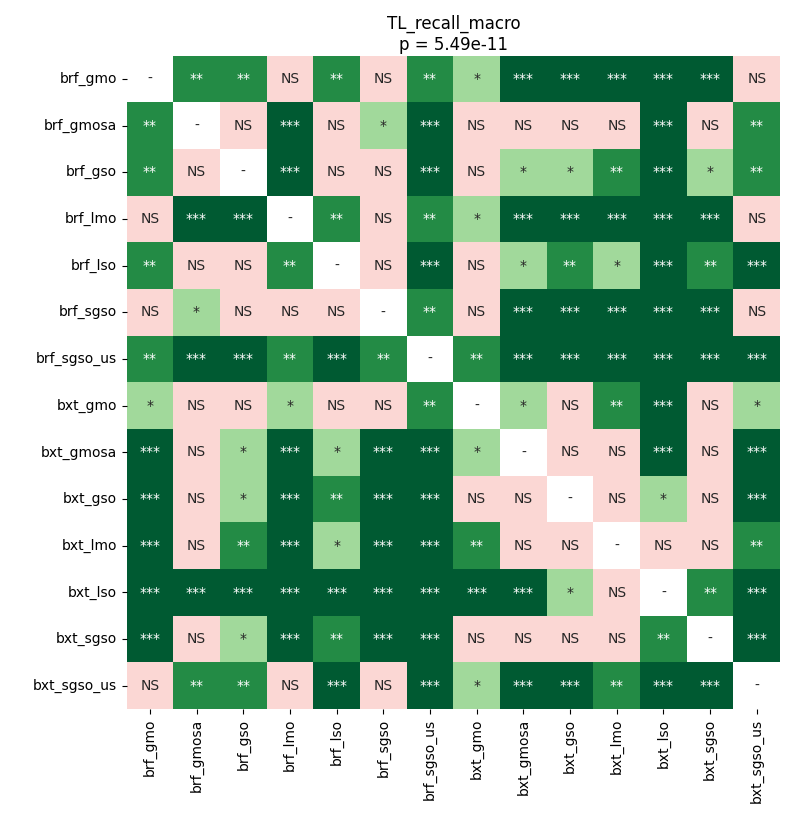 TL_recall_macro
p = 5.49e-11
brf_gmo - ** ** NS ** NS ** * *** *** *** *** *** NS
brf_gmosa ** - NS *** NS * *** NS NS NS NS *** NS **
brf_gso ** NS - *** NS NS *** NS * * ** *** * **
brf_lmo NS *** *** - ** NS ** * *** *** *** *** *** NS
brf_lso ** NS NS ** - NS *** NS * ** * *** ** ***
brf_sgso NS * NS NS NS - ** NS *** *** *** *** *** NS
brf_sgso_us ** *** *** ** *** ** - ** *** *** *** *** *** ***
bxt_gmo * NS NS * NS NS ** - * NS ** *** NS *
bxt_gmosa *** NS * *** * *** *** * - NS NS *** NS ***
bxt_gso *** NS * *** ** *** *** NS NS - NS * NS ***
bxt_lmo *** NS ** *** * *** *** ** NS NS - NS NS **
bxt_lso *** *** *** *** *** *** *** *** *** * NS - ** ***
bxt_sgso *** NS * *** ** *** *** NS NS NS NS ** - ***
bxt_sgso_us NS ** ** NS *** NS *** * *** *** ** *** *** -
brf_gmo brf_gmosa brf_gso brf_lmo brf_lso brf_sgso brf_sgso_us bxt_gmo bxt_gmosa bxt_gso bxt_lmo bxt_lso bxt_sgso bxt_sgso_us